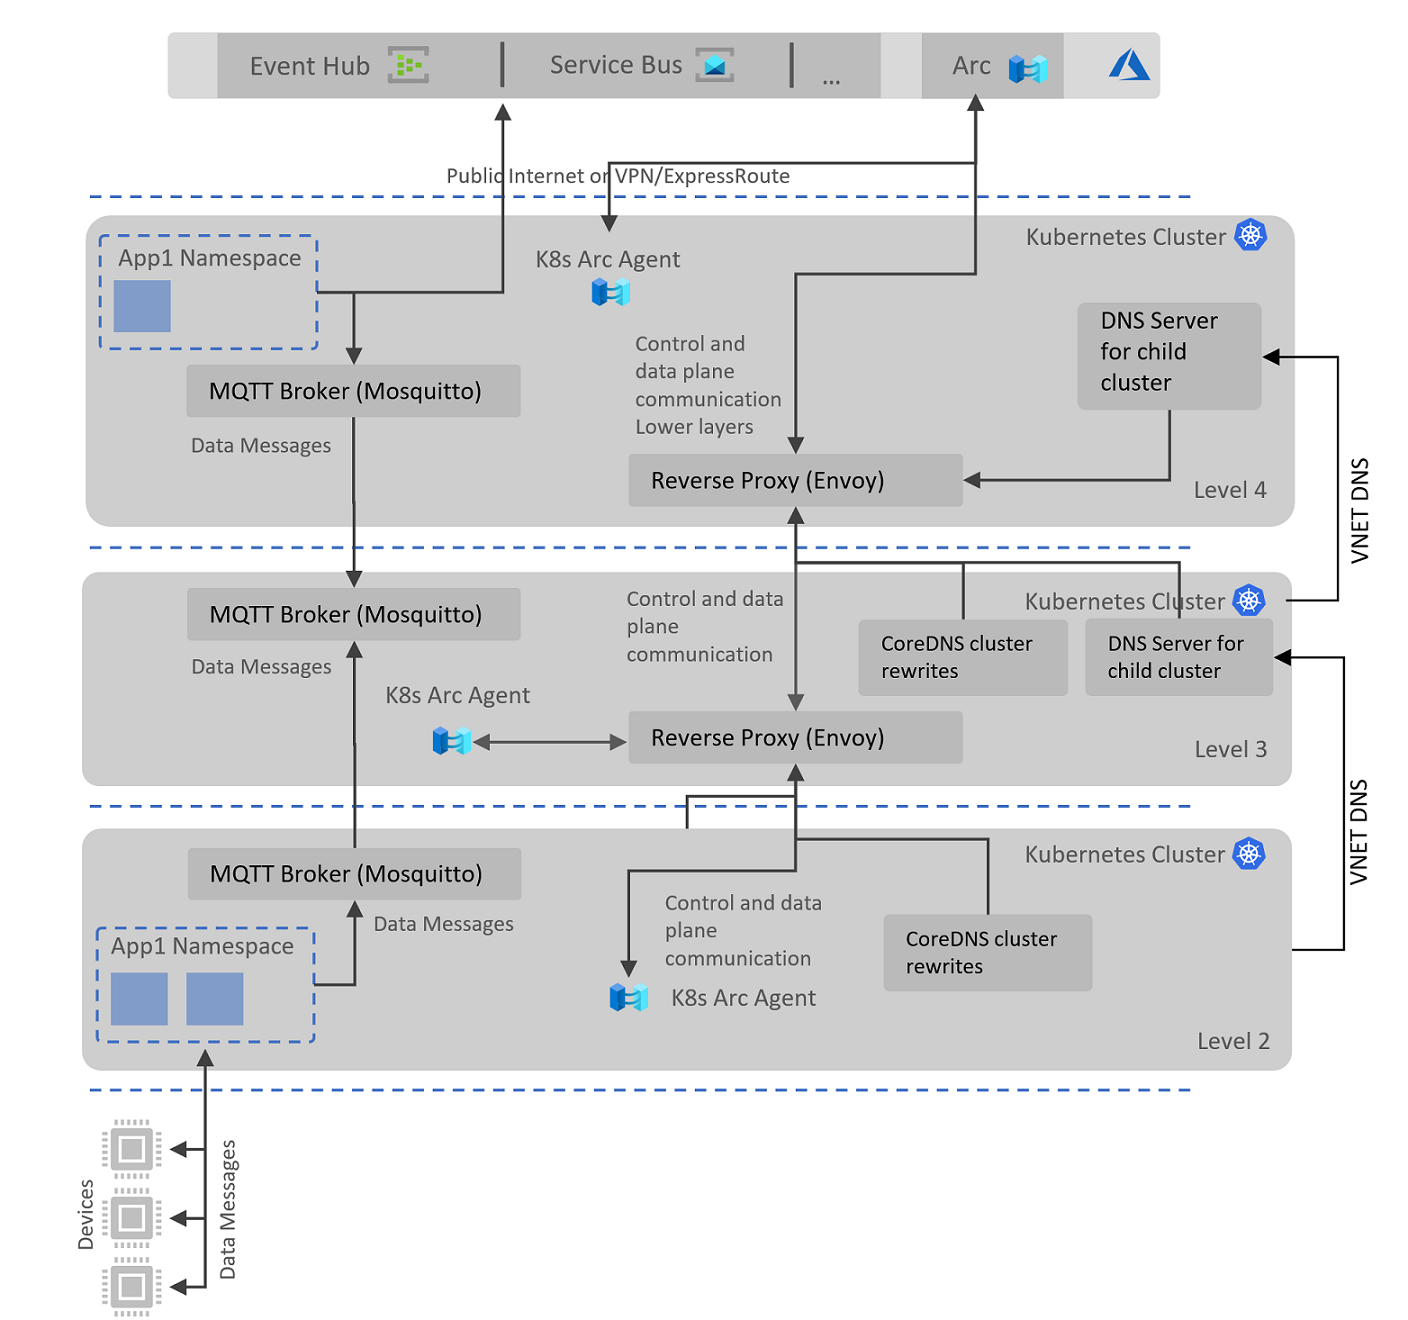 Event Hub
Service Bus
...
Arc
Public Internet or VPN/ExpressRoute
Kubernetes Cluster
App1 Namespace
K8s Arc Agent
DNS Server
for child
cluster
Control and
data plane
communication
Lower layers
MQTT Broker (Mosquitto)
Data Messages
Reverse Proxy (Envoy)
Level 4
VNET DNS
MQTT Broker (Mosquitto)
Control and data
plane
communication
Kubernetes Cluster
CoreDNS cluster
rewrites
DNS Server for
child cluster
Data Messages
K8s Arc Agent
Reverse Proxy (Envoy)
Level 3
VNET DNS
Kubernetes Cluster
MQTT Broker (Mosquitto)
Data Messages
Control and data
plane
communication
CoreDNS cluster
rewrites
App1 Namespace
K8s Arc Agent
Level 2
Devices
Data Messages